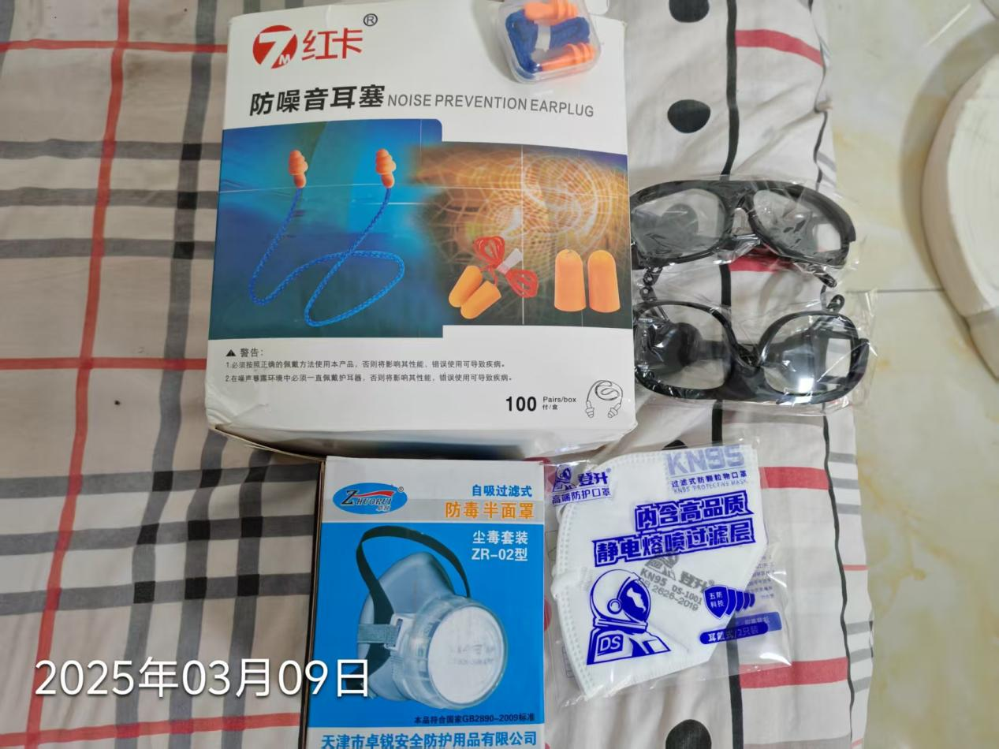 7M 红卡®
防噪音耳塞 NOISE PREVENTION EARPLUG
警告：
1.必须按照正确的佩戴方法使用本产品，否则将影响其性能，错误使用可导致疾病。
2.在噪声暴露环境中必须一直佩戴护耳器，否则将影响其性能，错误使用可导致疾病。
100 Pairs/box
付/盒
ZHUORUI®
卓锐
自吸过滤式
防毒半面罩
尘毒套装
ZR-02型
本品符合国家GB2890-2009标准
天津市卓锐安全防护用品有限公司
登升®
高端防护口罩
KN95
过滤式防颗粒物口罩
KN95 PROTECTIVE MASK
内含高品质
静电熔喷过滤层
登升®
KN95 DS-1001
GB 2626-2019
五防
科技
DS
2025年03月09日